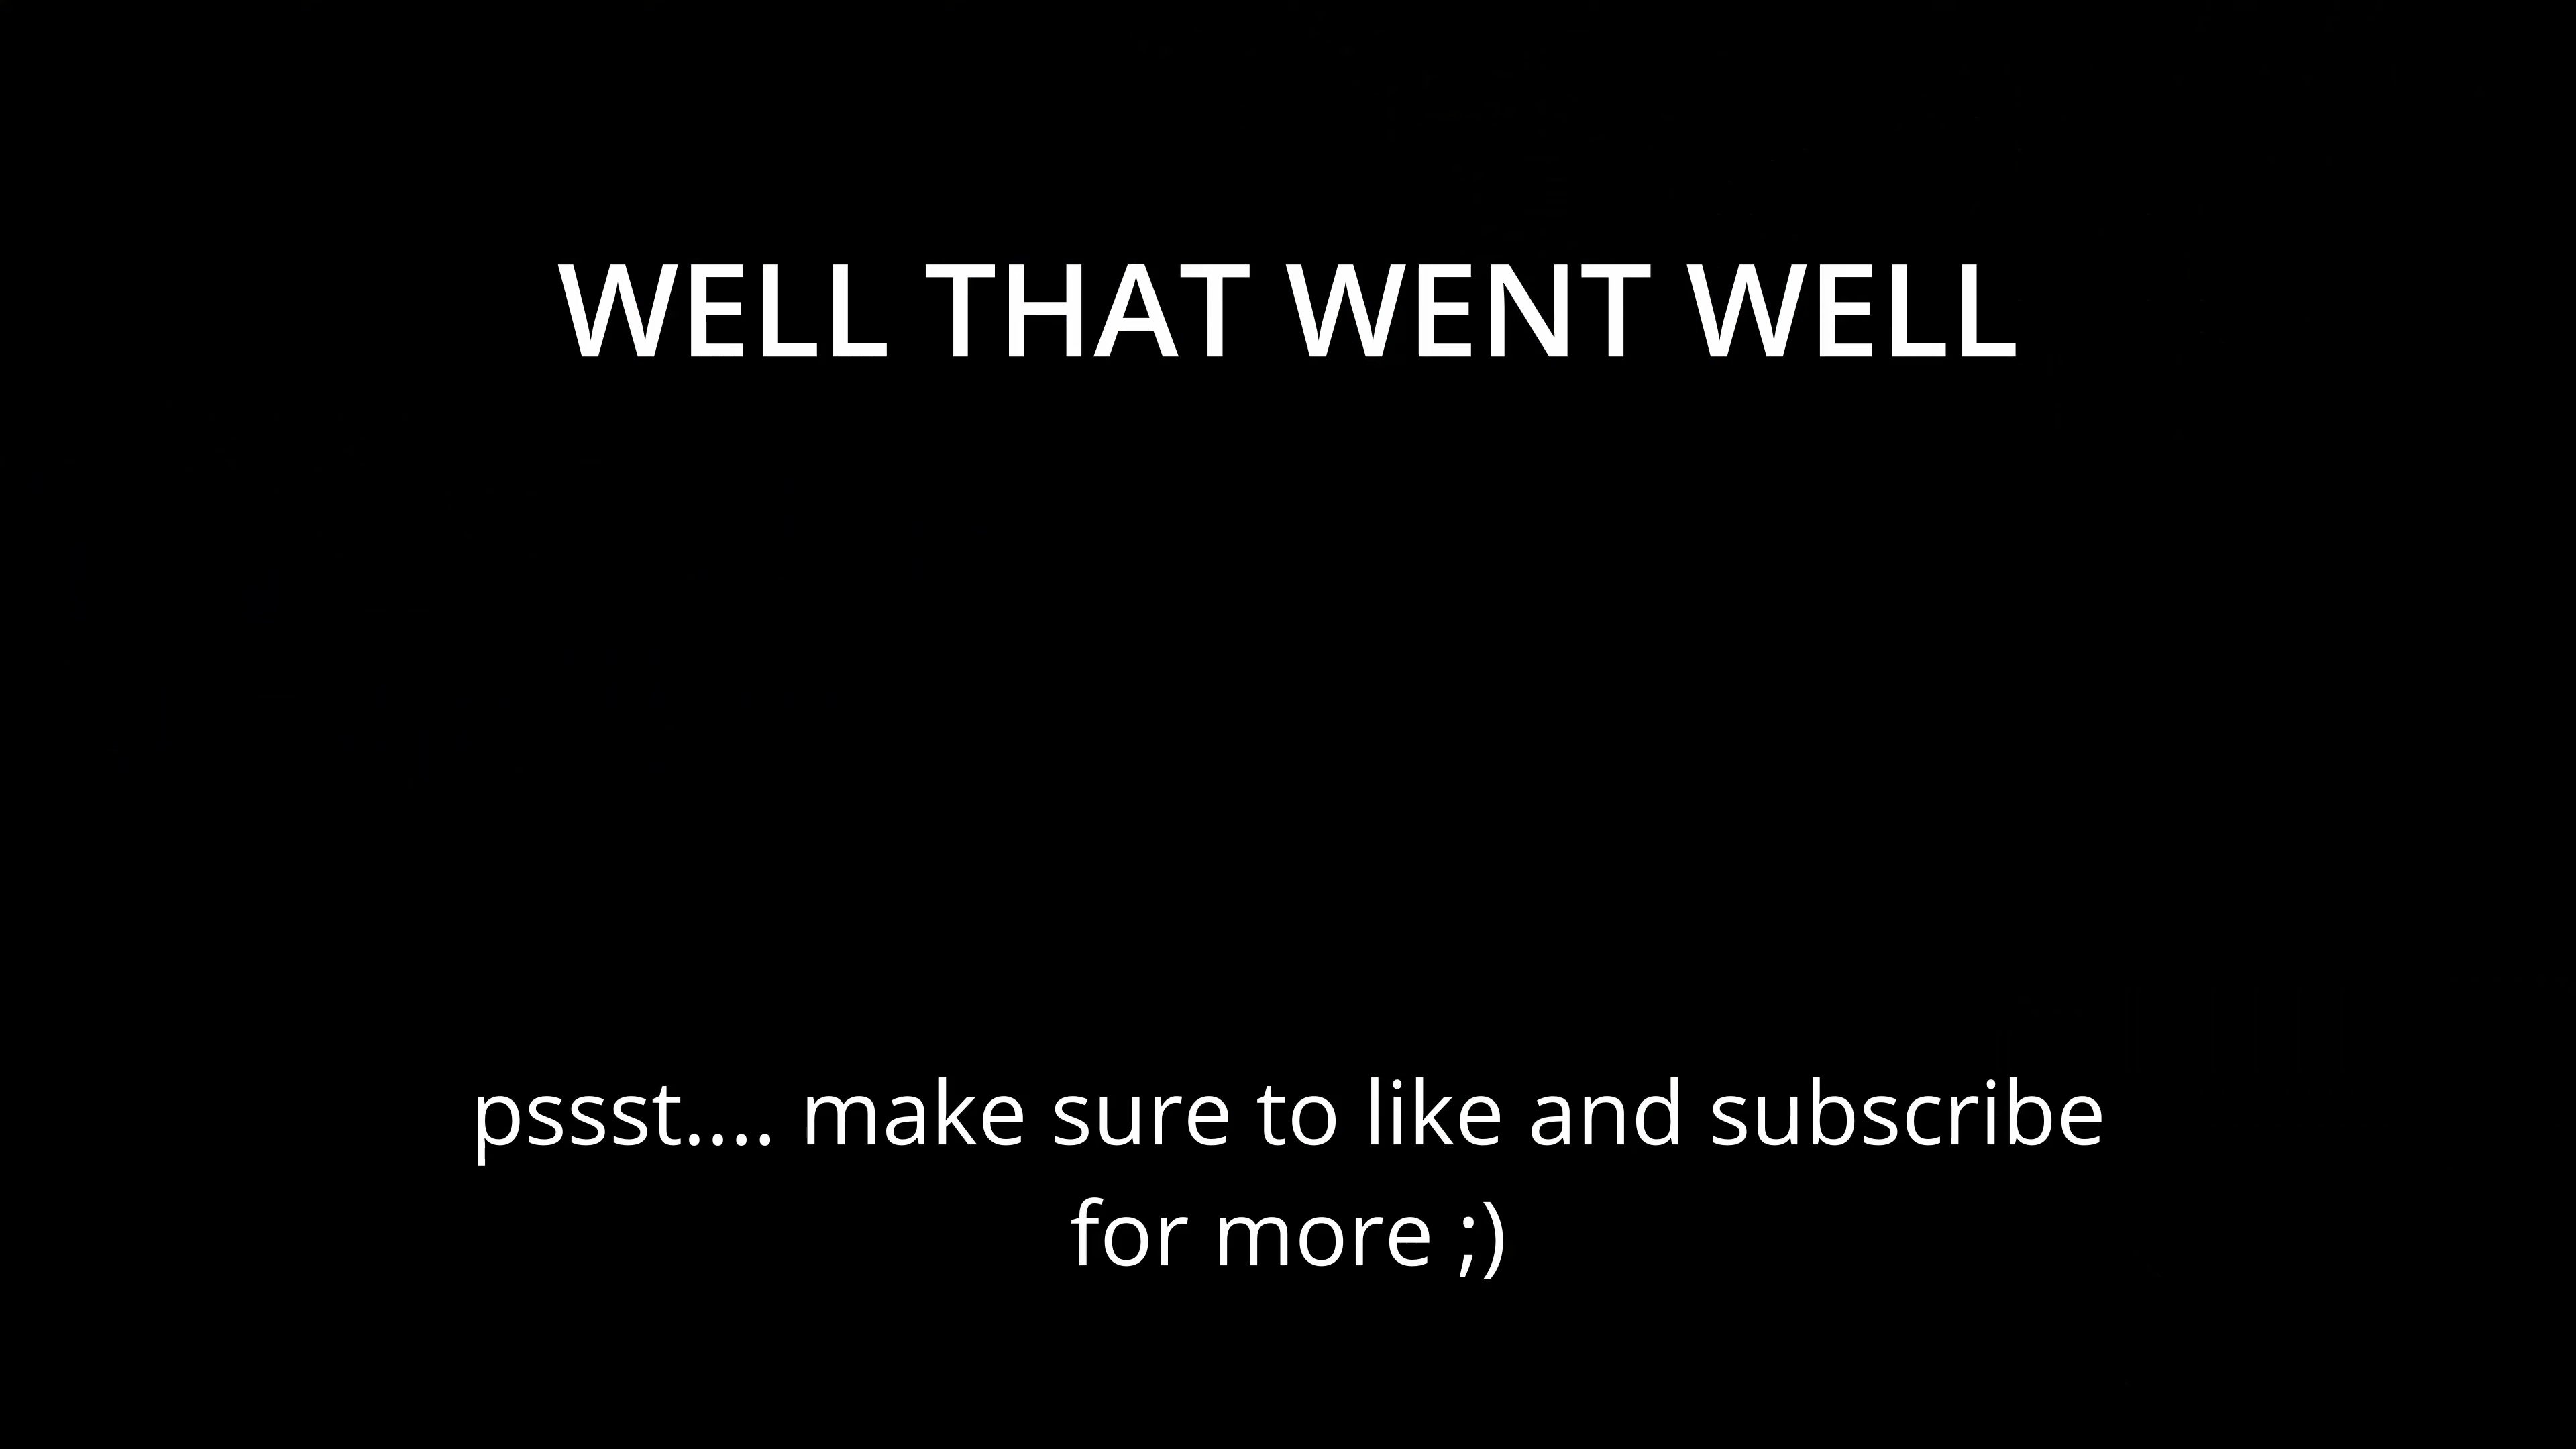 WELL THAT WENT WELL
pssst.... make sure to like and subscribe
for more ;)